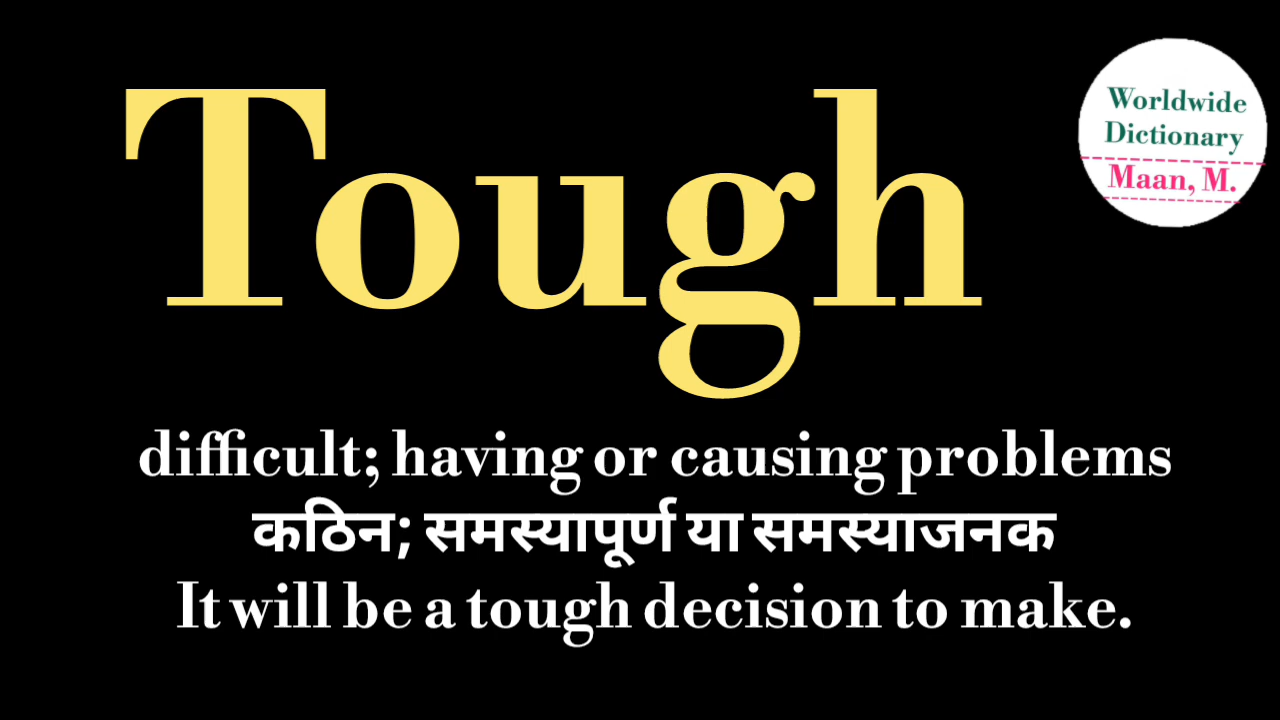 Tough
Worldwide
Dictionary
Maan, M.
difficult; having or causing problems
कठिन; समस्यापूर्ण या समस्याजनक
It will be a tough decision to make.